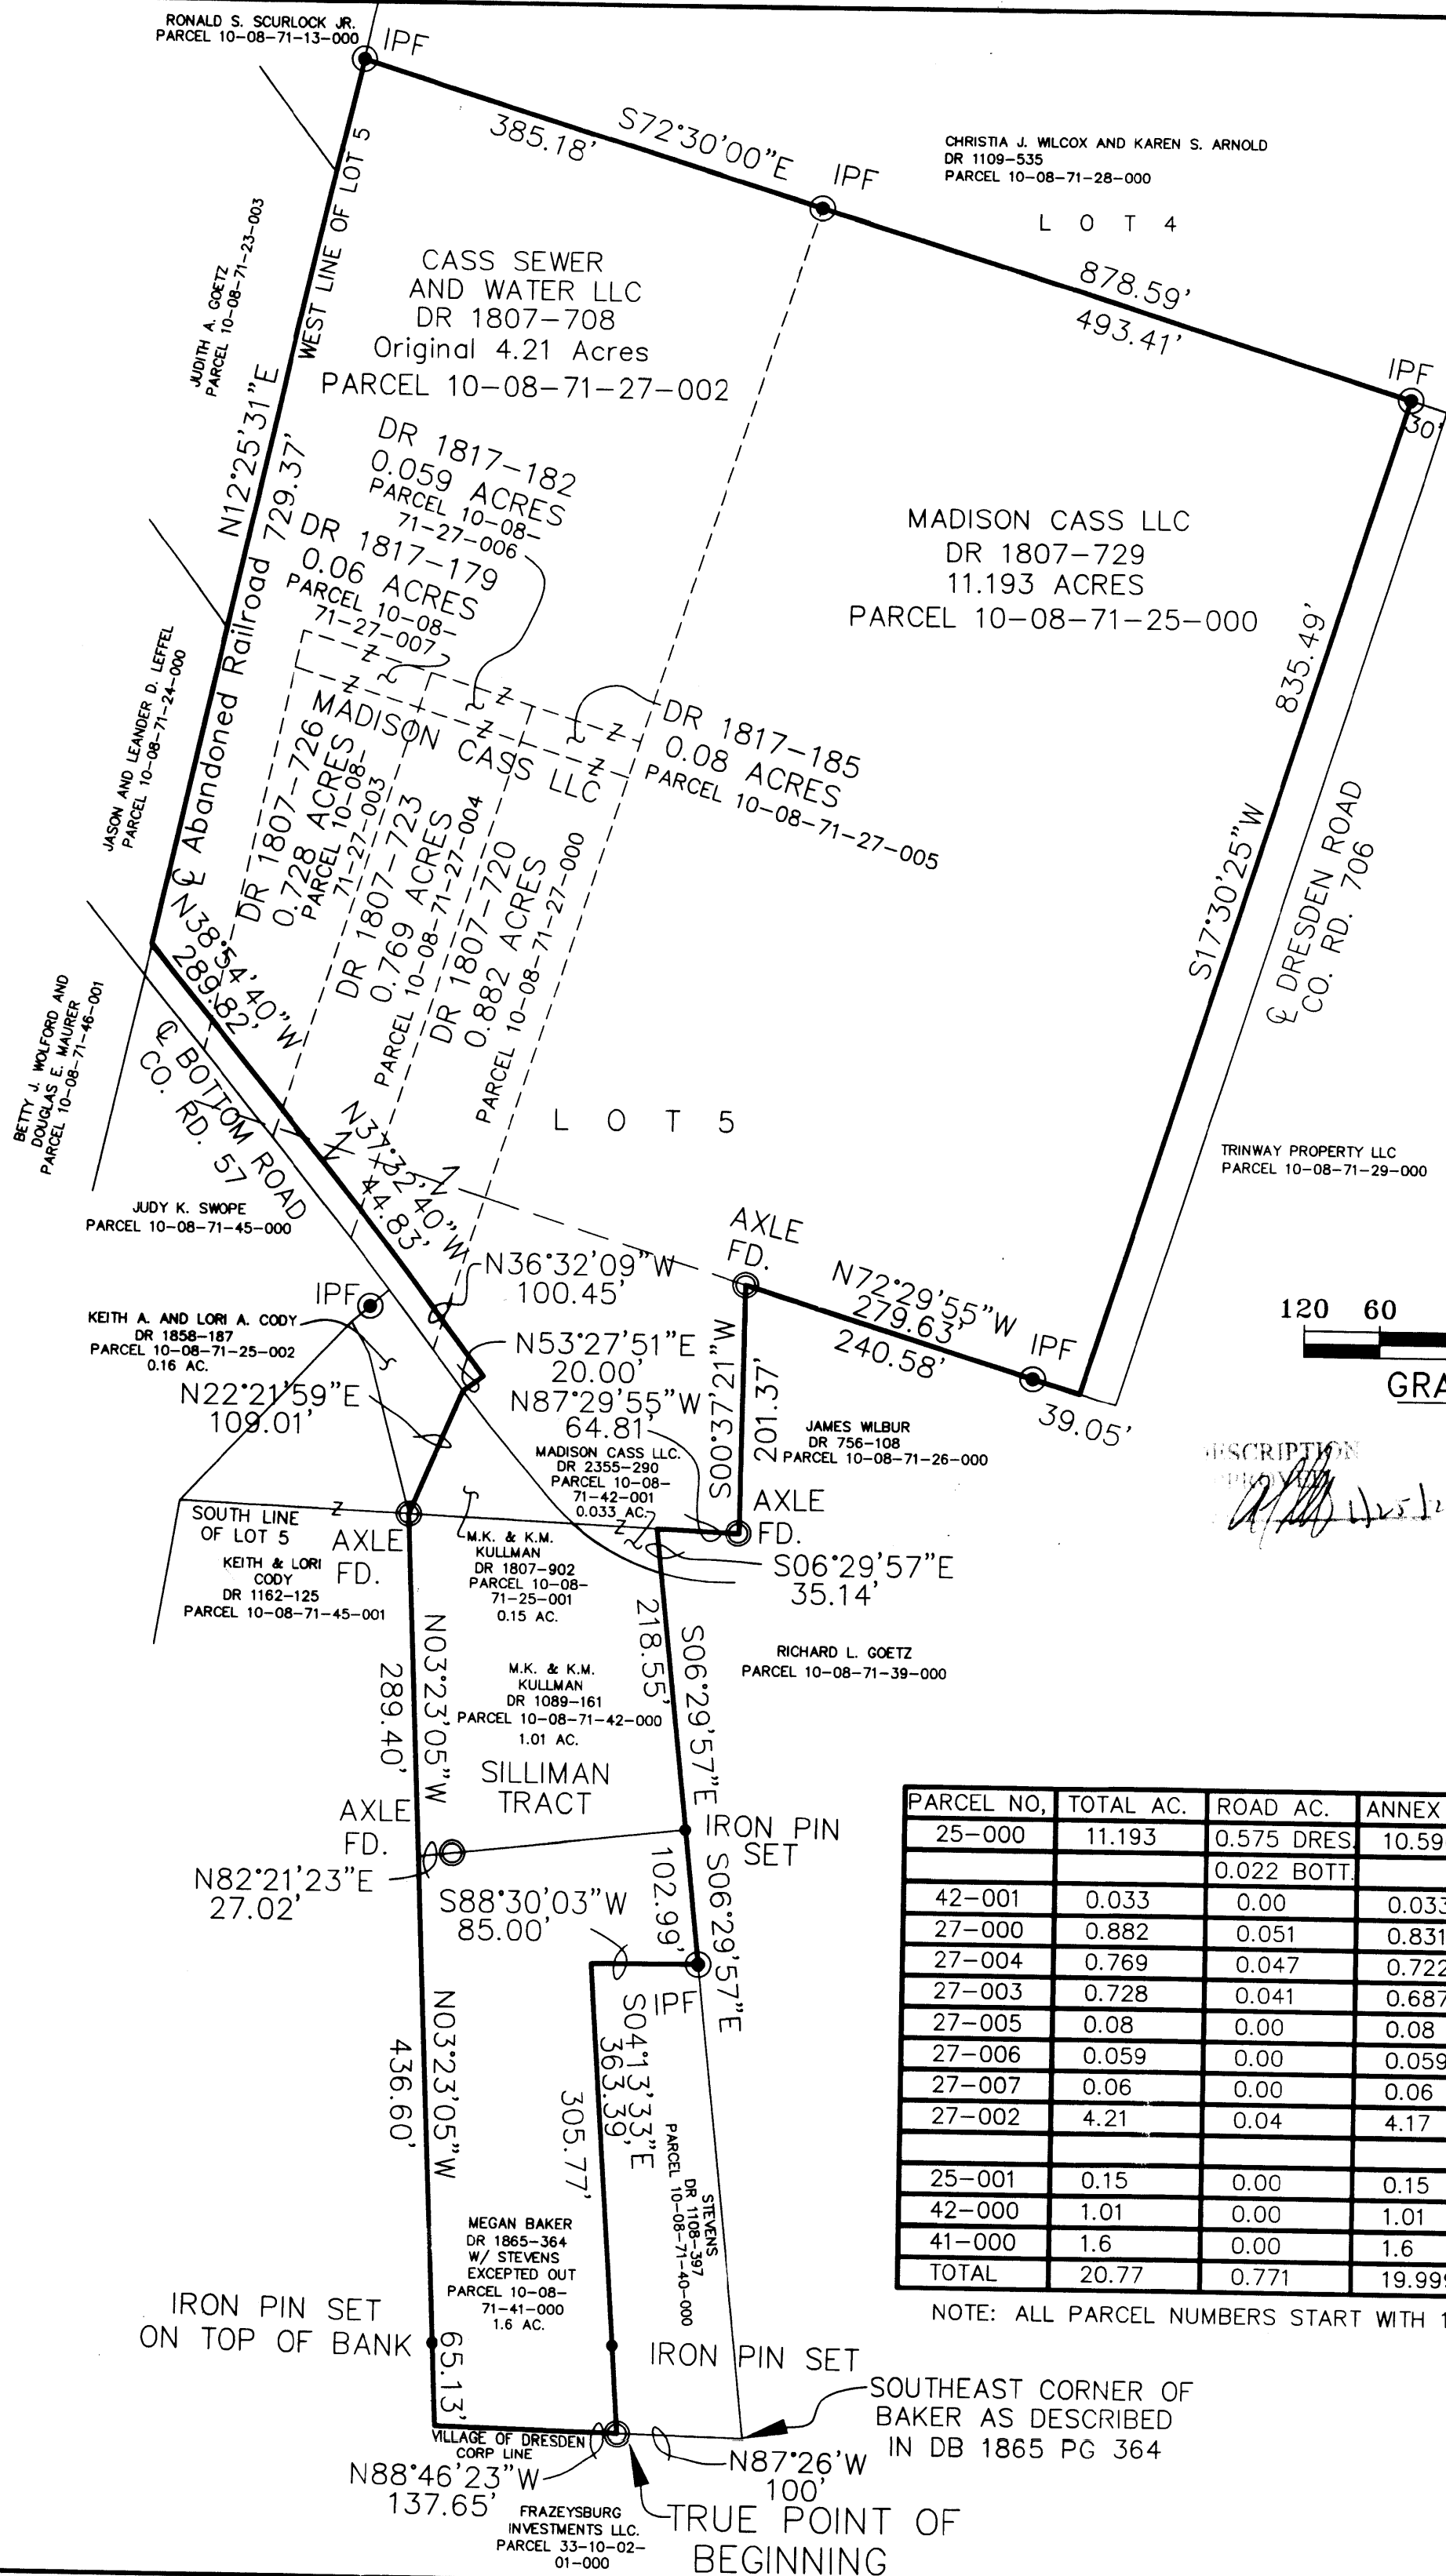 RONALD S. SCURLOCK JR.
PARCEL 10-08-71-13-000
IPF
385.18'
S72°30'00"E
IPF
CHRISTIA J. WILCOX AND KAREN S. ARNOLD
DR 1109-535
PARCEL 10-08-71-28-000
L O T 4
878.59'
493.41'
IPF
30'
WEST LINE OF LOT 5
JUDITH A. GOETZ
PARCEL 10-08-71-23-003
CASS SEWER
AND WATER LLC
DR 1807-708
Original 4.21 Acres
PARCEL 10-08-71-27-002
N12°25'31"E
729.37'
℄ Abandoned Railroad
DR 1817-182
0.059 ACRES
PARCEL 10-08-
71-27-006
DR 1817-179
0.06 ACRES
PARCEL 10-08-
71-27-007
MADISON CASS LLC
DR 1807-729
11.193 ACRES
PARCEL 10-08-71-25-000
835.49'
S17°30'25"W
℄ DRESDEN ROAD
CO. RD. 706
JASON AND LEANDER D. LEFFEL
PARCEL 10-08-71-24-000
Z
Z
Z
Z
Z
Z
MADISON CASS LLC
DR 1817-185
0.08 ACRES
PARCEL 10-08-71-27-005
DR 1807-726
0.728 ACRES
PARCEL 10-08-
71-27-003
DR 1807-723
0.769 ACRES
PARCEL 10-08-71-27-004
DR 1807-720
0.882 ACRES
PARCEL 10-08-71-27-000
N38°54'40"W
289.82'
BETTY J. WOLFORD AND
DOUGLAS E. MAURER
PARCEL 10-08-71-46-001
℄ BOTTOM ROAD
CO. RD. 57
Z
Z
N37°32'40"W
44.83'
L O T 5
TRINWAY PROPERTY LLC
PARCEL 10-08-71-29-000
JUDY K. SWOPE
PARCEL 10-08-71-45-000
AXLE
FD.
N72°29'55"W
279.63'
240.58'
IPF
39.05'
N36°32'09"W
100.45'
IPF
KEITH A. AND LORI A. CODY
DR 1858-187
PARCEL 10-08-71-25-002
0.16 AC.
N53°27'51"E
20.00'
N22°21'59"E
109.01'
N87°29'55"W
64.81'
S00°37'21"W
201.37'
120 60
GRA
MADISON CASS LLC.
DR 2355-290
PARCEL 10-08-
71-42-001
0.033 AC.
JAMES WILBUR
DR 756-108
PARCEL 10-08-71-26-000
ESCRIPTION
SOUTH LINE
OF LOT 5
Z
AXLE
FD.
Z
AXLE
FD.
S06°29'57"E
35.14'
KEITH & LORI
CODY
DR 1162-125
PARCEL 10-08-71-45-001
M.K. & K.M.
KULLMAN
DR 1807-902
PARCEL 10-08-
71-25-001
0.15 AC.
N03°23'05"W
289.40'
218.55'
S06°29'57"E
RICHARD L. GOETZ
PARCEL 10-08-71-39-000
M.K. & K.M.
KULLMAN
DR 1089-161
PARCEL 10-08-71-42-000
1.01 AC.
SILLIMAN
TRACT
AXLE
FD.
IRON PIN
SET
N82°21'23"E
27.02'
S88°30'03"W
85.00'
102.99'
S06°29'57"E
IPF
N03°23'05"W
436.60'
S04°13'33"E
363.39'
305.77'
STEVENS
DR 1108-397
PARCEL 10-08-71-40-000
MEGAN BAKER
DR 1865-364
W/ STEVENS
EXCEPTED OUT
PARCEL 10-08-
71-41-000
1.6 AC.
IRON PIN SET
ON TOP OF BANK
65.13'
IRON PIN SET
SOUTHEAST CORNER OF
BAKER AS DESCRIBED
IN DB 1865 PG 364
VILLAGE OF DRESDEN
CORP LINE
N88°46'23"W
137.65'
N87°26'W
100'
FRAZEYSBURG
INVESTMENTS LLC.
PARCEL 33-10-02-
01-000
TRUE POINT OF
BEGINNING
PARCEL NO, TOTAL AC. ROAD AC. ANNEX
25-000 11.193 0.575 DRES. 10.59
0.022 BOTT.
42-001 0.033 0.00 0.033
27-000 0.882 0.051 0.831
27-004 0.769 0.047 0.722
27-003 0.728 0.041 0.687
27-005 0.08 0.00 0.08
27-006 0.059 0.00 0.059
27-007 0.06 0.00 0.06
27-002 4.21 0.04 4.17
25-001 0.15 0.00 0.15
42-000 1.01 0.00 1.01
41-000 1.6 0.00 1.6
TOTAL 20.77 0.771 19.999
NOTE: ALL PARCEL NUMBERS START WITH 1